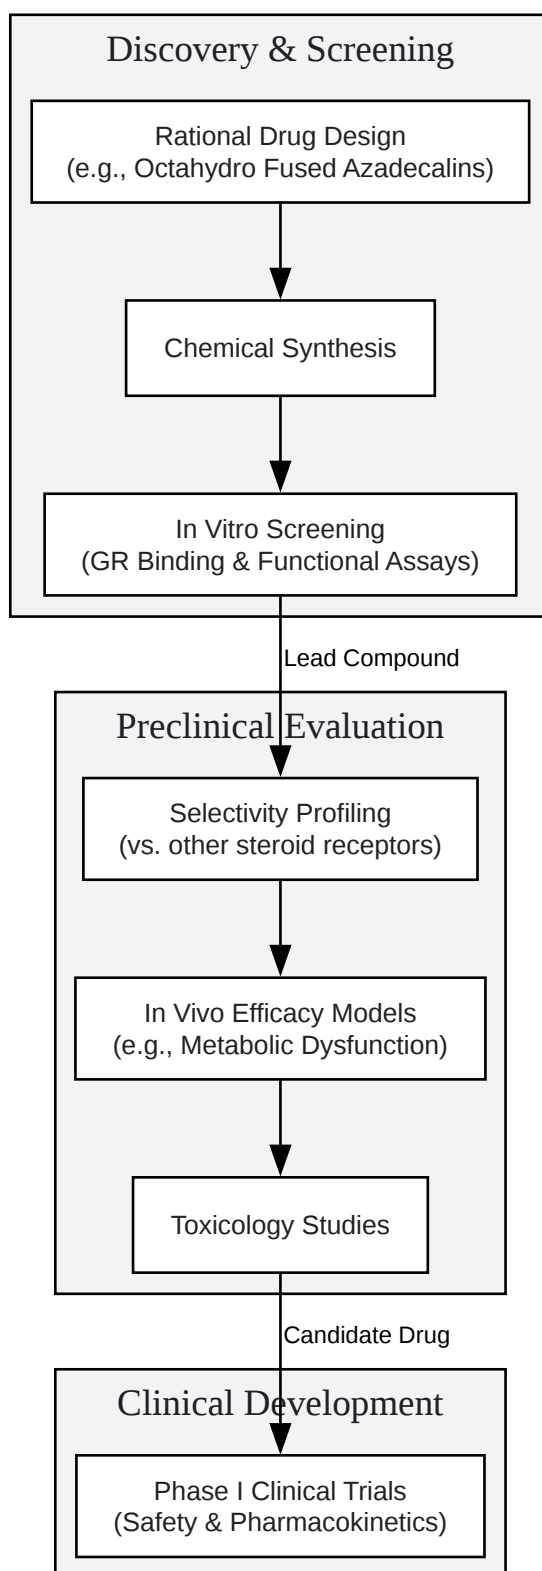 Discovery & Screening
Rational Drug Design
(e.g., Octahydro Fused Azadecalins)
Chemical Synthesis
In Vitro Screening
(GR Binding & Functional Assays)
Lead Compound
Preclinical Evaluation
Selectivity Profiling
(vs. other steroid receptors)
In Vivo Efficacy Models
(e.g., Metabolic Dysfunction)
Toxicology Studies
Candidate Drug
Clinical Development
Phase I Clinical Trials
(Safety & Pharmacokinetics)